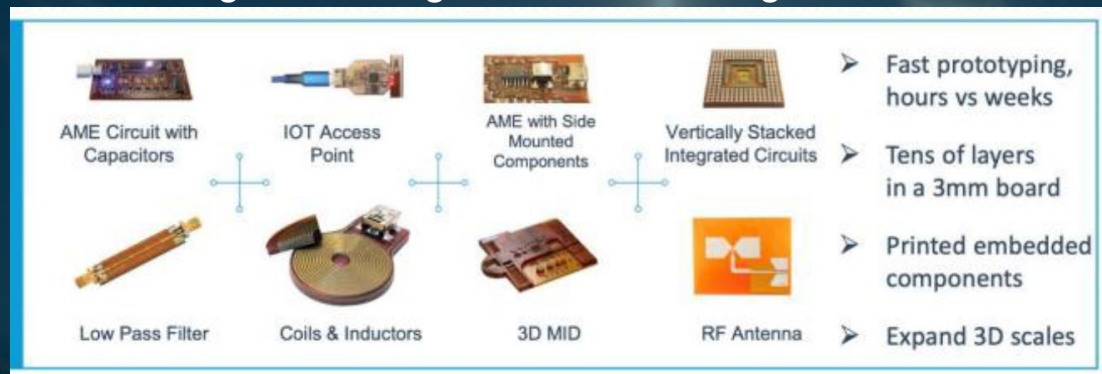 AME Circuit with
Capacitors
IOT Access
Point
AME with Side
Mounted
Components
Vertically Stacked
Integrated Circuits
Low Pass Filter
Coils & Inductors
3D MID
RF Antenna
➢ Fast prototyping,
hours vs weeks
➢ Tens of layers
in a 3mm board
➢ Printed embedded
components
➢ Expand 3D scales